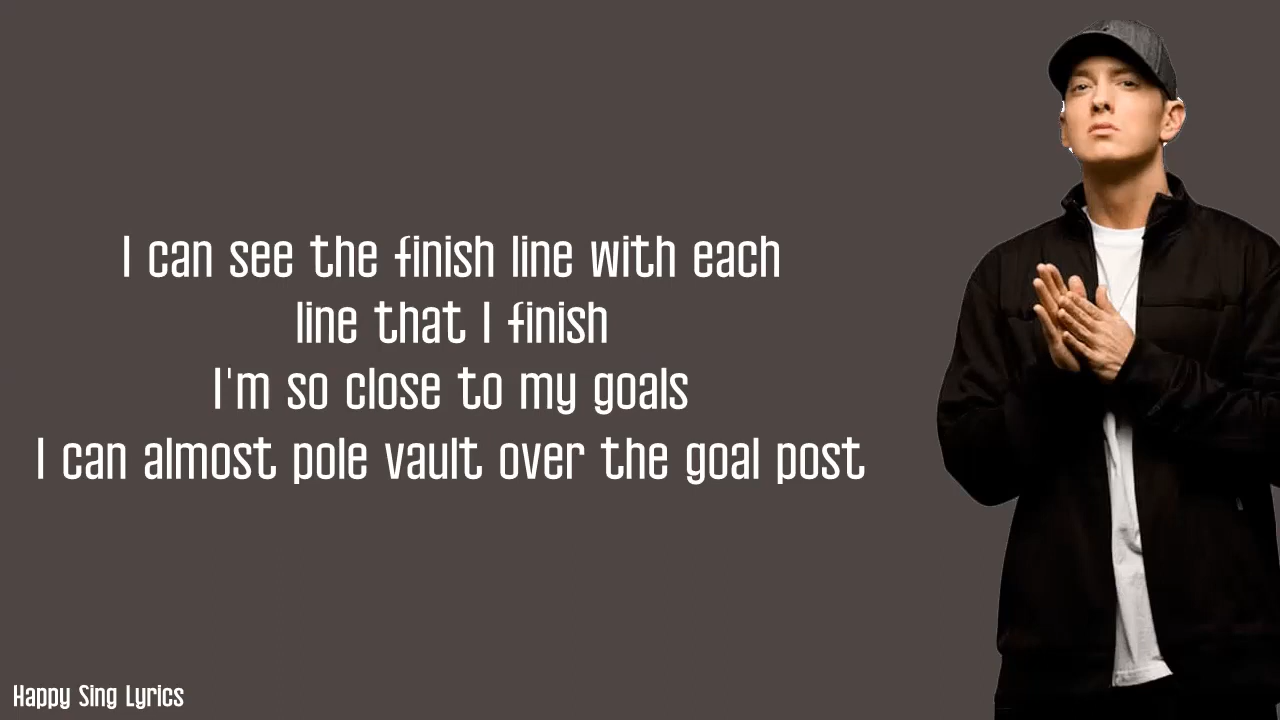 I can see the finish line with each
line that I finish
I'm so close to my goals
I can almost pole vault over the goal post
Happy Sing Lyrics